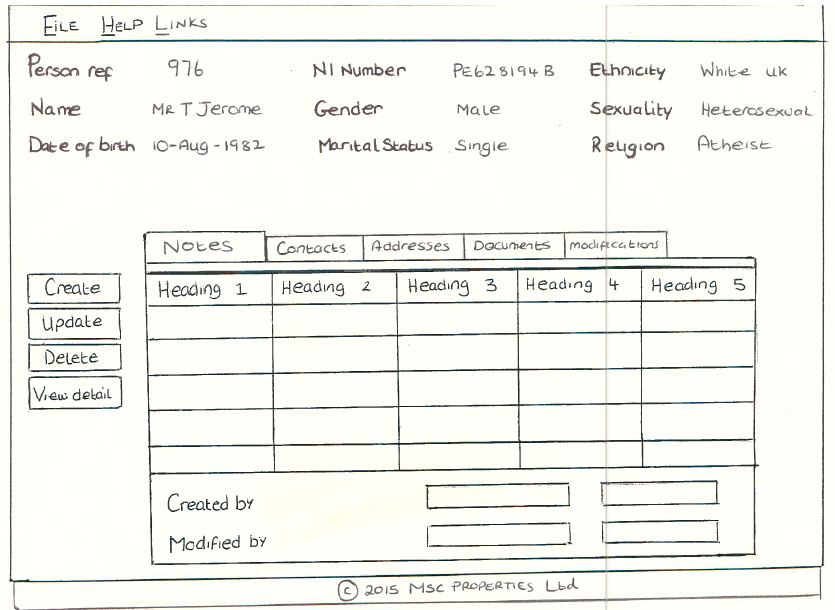 FILE HELP LINKS
Person ref 976 NI Number PE628194B Ethnicity White UK
Name Mr T Jerome Gender Male Sexuality Heterosexual
Date of birth 10-Aug-1982 Marital Status Single Religion Atheist
Notes Contacts Addresses Documents Modifications
Create
Update
Delete
View detail
Heading 1 Heading 2 Heading 3 Heading 4 Heading 5
Created by
Modified by
© 2015 MSC PROPERTIES Ltd